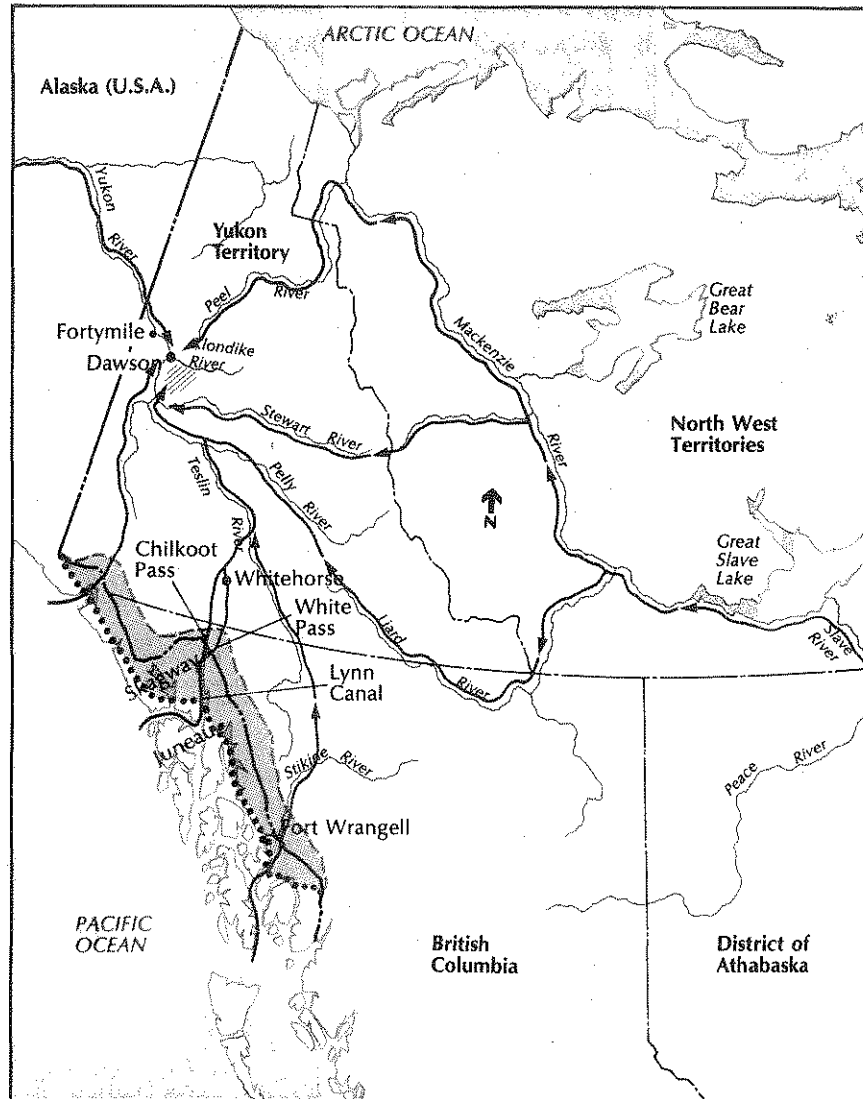 ARCTIC OCEAN
Alaska (U.S.A.)
Yukon
River
Yukon
Territory
Peel
River
Mackenzie
River
Great
Bear
Lake
Fortymile
Dawson
londike
River
Stewart River
North West
Territories
Teslin
River
Pelly
River
N
Chilkoot
Pass
Whitehorse
White
Pass
Great
Slave
Lake
Slave
River
Liard
River
Skagway
Lynn
Canal
Juneau
Stikine River
Peace River
Fort Wrangell
PACIFIC
OCEAN
British
Columbia
District of
Athabaska